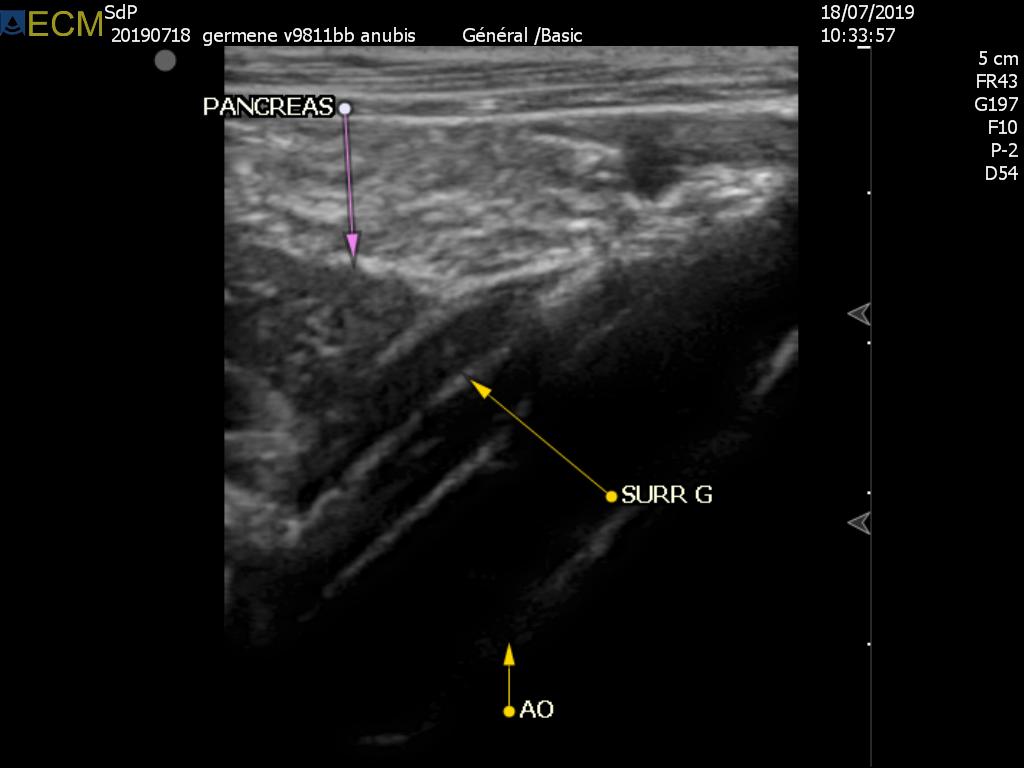 ECM SdP 18/07/2019
20190718 germene v9811bb anubis Général /Basic 10:33:57
5 cm
FR43
G197
F10
P-2
D54
PANCREAS
SURR G
AO